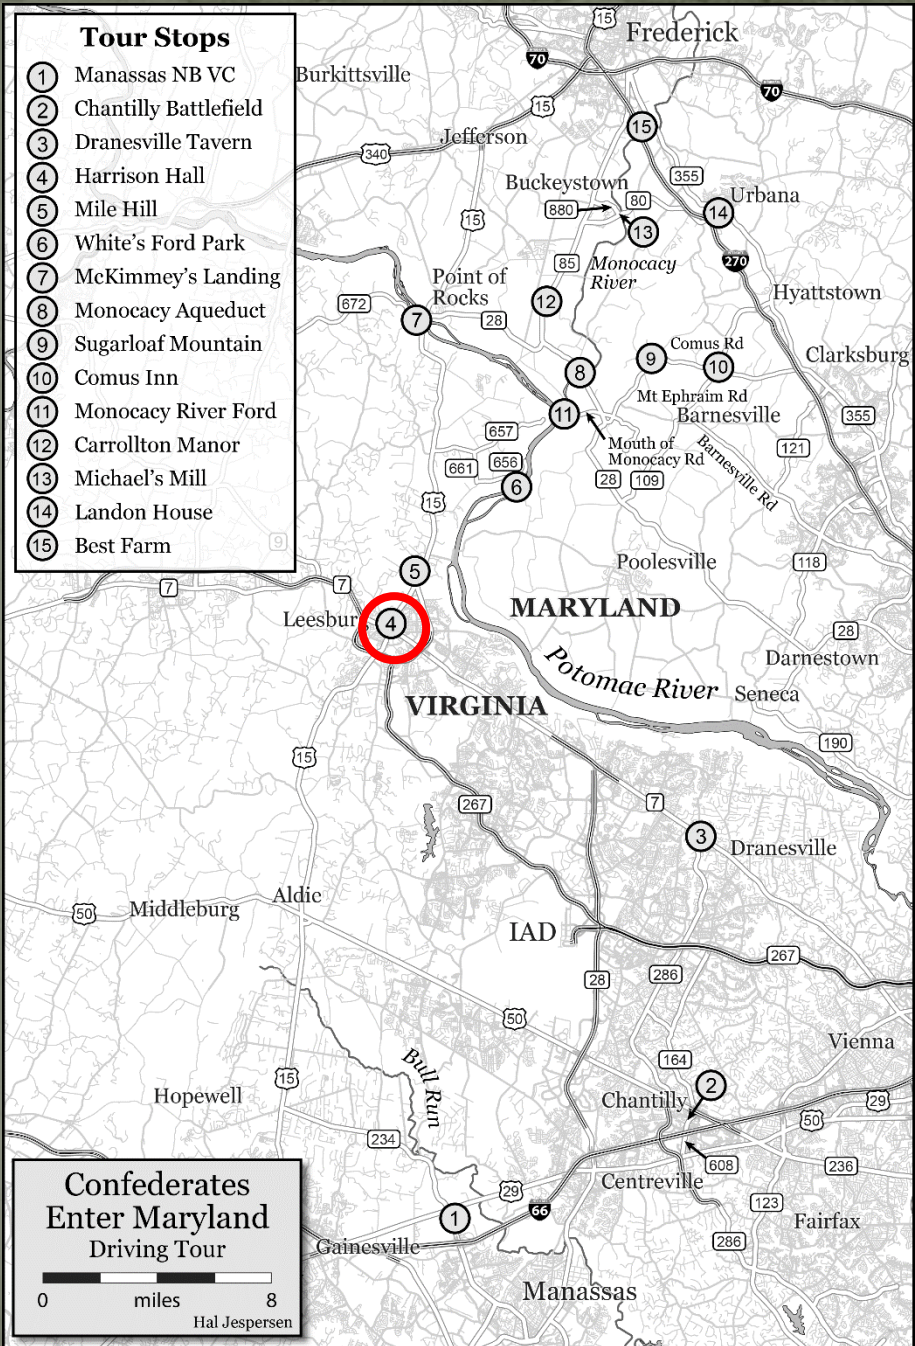 Tour Stops
1 Manassas NB VC
2 Chantilly Battlefield
3 Dranesville Tavern
4 Harrison Hall
5 Mile Hill
6 White's Ford Park
7 McKimmey's Landing
8 Monocacy Aqueduct
9 Sugarloaf Mountain
10 Comus Inn
11 Monocacy River Ford
12 Carrollton Manor
13 Michael's Mill
14 Landon House
15 Best Farm
9
15
Frederick
70
Burkittsville
70
15
15
Jefferson
340
355
Buckeystown
80
Urbana
880
14
15
13
85
Monocacy
River
270
Point of
Rocks
Hyattstown
672
12
7
28
Comus Rd
Clarksburg
9
10
8
Mt Ephraim Rd
11
Barnesville
355
657
Mouth of
Monocacy Rd
Barnesville Rd
121
661
656
28
109
6
15
Poolesville
118
5
7
7
MARYLAND
Leesburg
4
28
Potomac River
Darnestown
Seneca
VIRGINIA
190
15
267
7
3
Dranesville
Aldic
Middleburg
50
IAD
267
286
28
50
Vienna
Bull Run
164
15
2
Hopewell
Chantilly
29
50
234
608
236
Centreville
29
123
66
1
Fairfax
286
Gainesville
Manassas
Confederates
Enter Maryland
Driving Tour
0 miles 8
Hal Jespersen